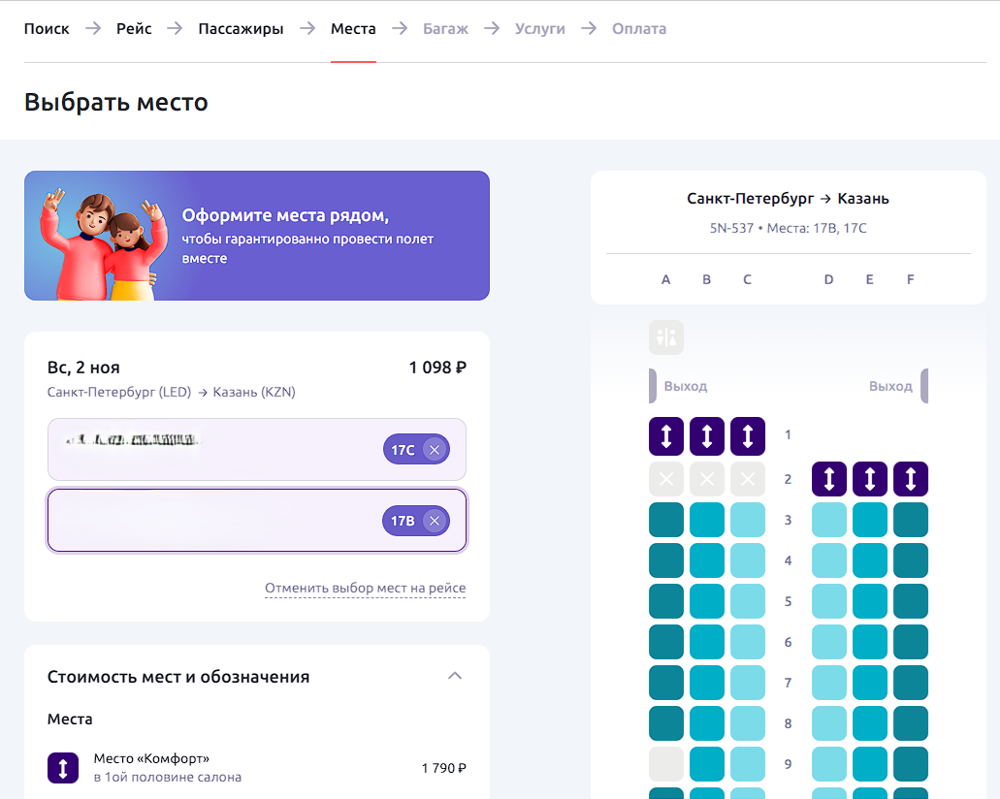 Поиск → Рейс → Пассажиры → Места → Багаж → Услуги → Оплата
Выбрать место
Оформите места рядом,
чтобы гарантированно провести полет
вместе
Вс, 2 ноя 1 098 ₽
Санкт-Петербург (LED) → Казань (KZN)
17C
17B
Отменить выбор мест на рейсе
Стоимость мест и обозначения
Места
Место «Комфорт»
в 1ой половине салона
1 790 ₽
Санкт-Петербург → Казань
5N-537 • Места: 17B, 17C
A B C D E F
Выход Выход
1
2
3
4
5
6
7
8
9